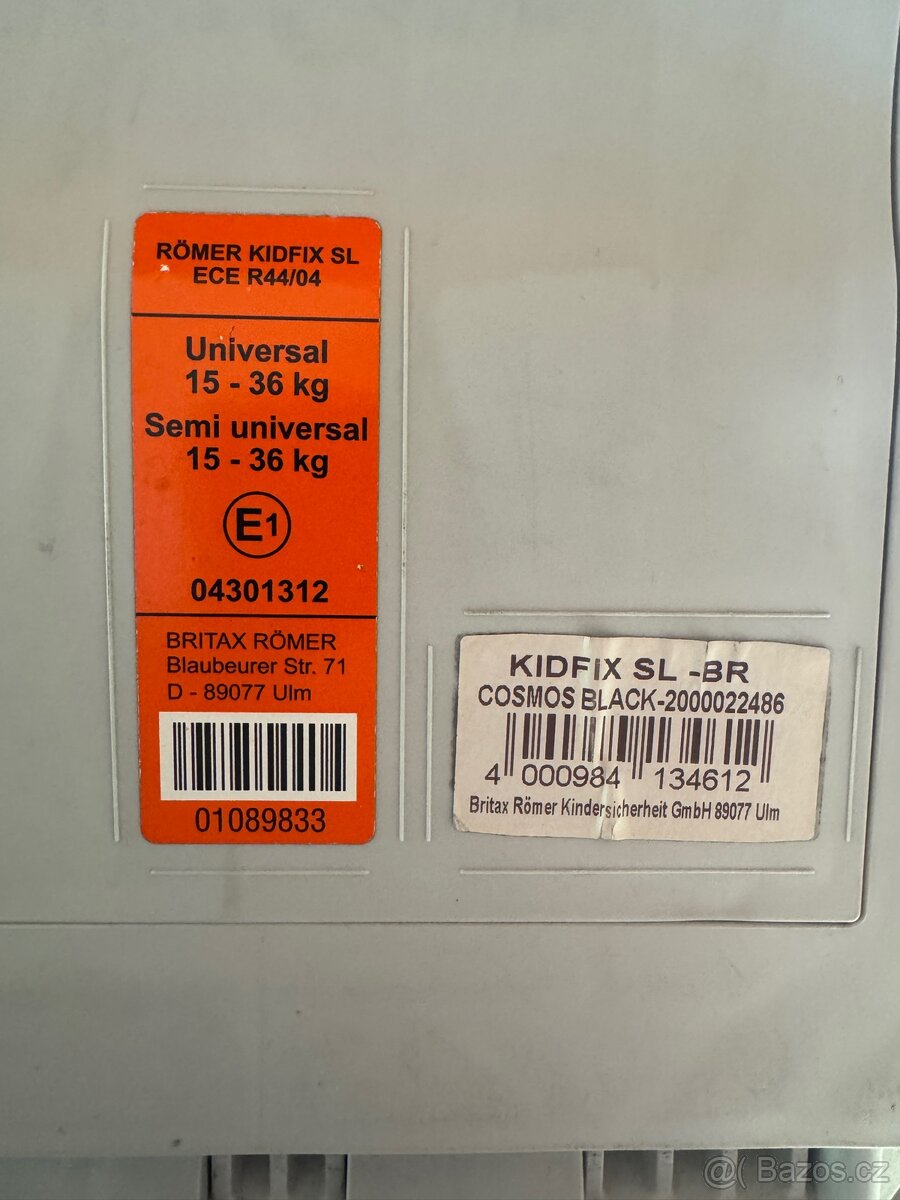 RÖMER KIDFIX SL
ECE R44/04
Universal
15 - 36 kg
Semi universal
15 - 36 kg
E1
04301312
BRITAX RÖMER
Blaubeurer Str. 71
D - 89077 Ulm
01089833
KIDFIX SL -BR
COSMOS BLACK-2000022486
4 000984 134612
Britax Römer Kindersicherheit GmbH 89077 Ulm
@( Bazos.cz